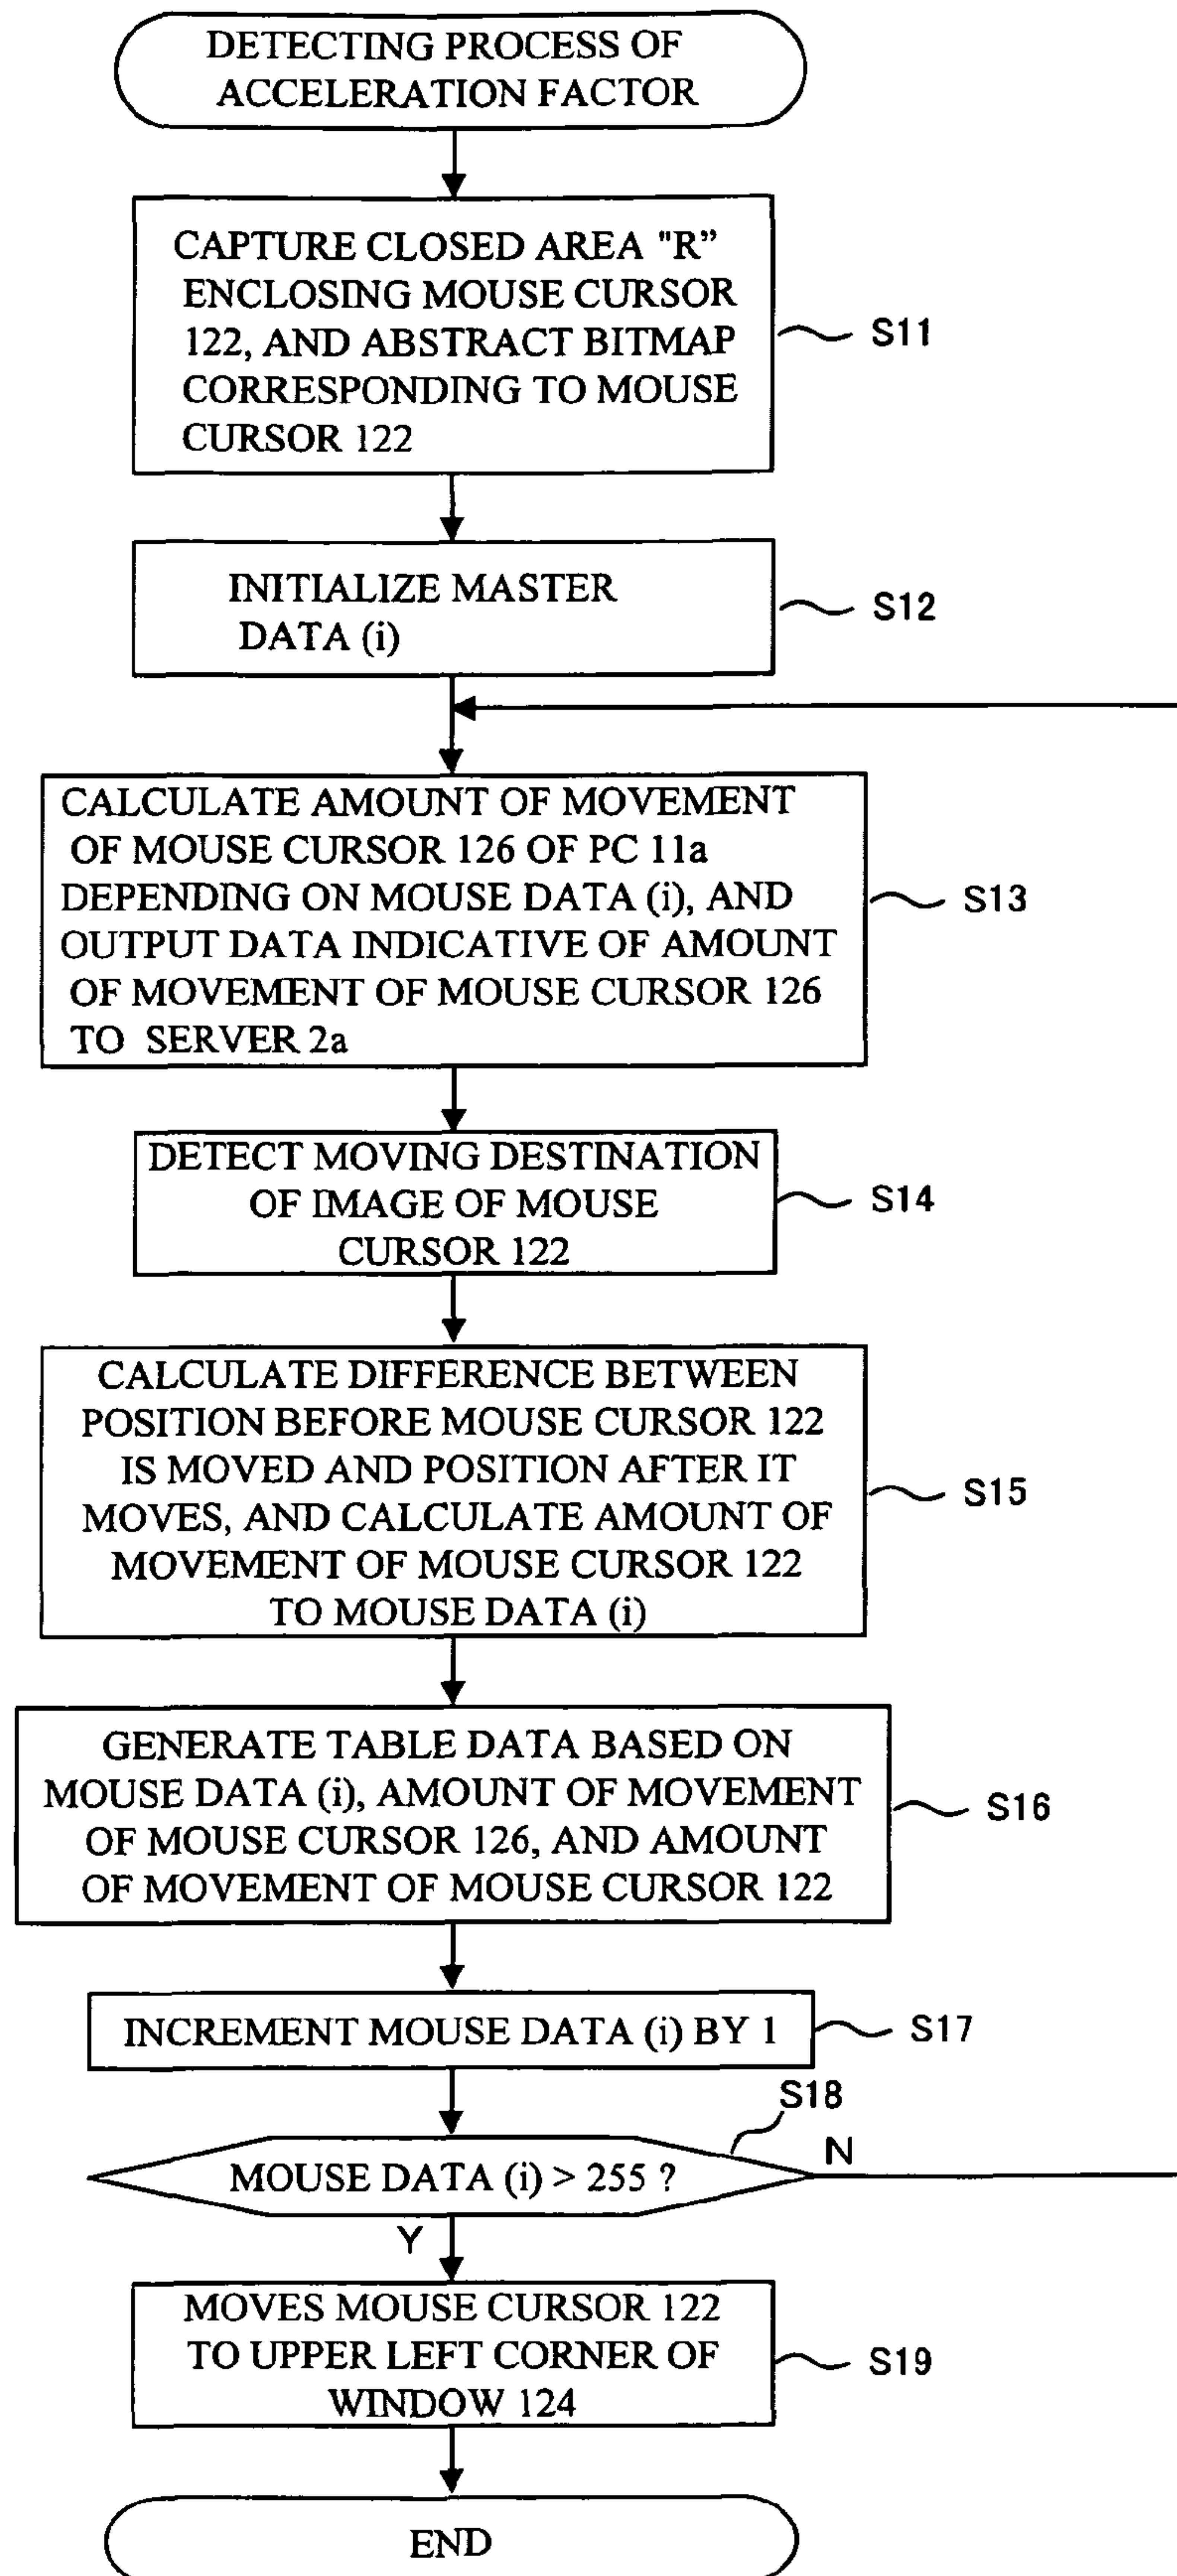 DETECTING PROCESS OF
ACCELERATION FACTOR
CAPTURE CLOSED AREA "R”
ENCLOSING MOUSE CURSOR
122, AND ABSTRACT BITMAP
CORRESPONDING TO MOUSE
CURSOR 122
S11
INITIALIZE MASTER
DATA (i)
S12
CALCULATE AMOUNT OF MOVEMENT
OF MOUSE CURSOR 126 OF PC 11a
DEPENDING ON MOUSE DATA (i), AND
OUTPUT DATA INDICATIVE OF AMOUNT
OF MOVEMENT OF MOUSE CURSOR 126
TO SERVER 2a
S13
DETECT MOVING DESTINATION
OF IMAGE OF MOUSE
CURSOR 122
S14
CALCULATE DIFFERENCE BETWEEN
POSITION BEFORE MOUSE CURSOR 122
IS MOVED AND POSITION AFTER IT
MOVES, AND CALCULATE AMOUNT OF
MOVEMENT OF MOUSE CURSOR 122
TO MOUSE DATA (i)
S15
GENERATE TABLE DATA BASED ON
MOUSE DATA (i), AMOUNT OF MOVEMENT
OF MOUSE CURSOR 126, AND AMOUNT
OF MOVEMENT OF MOUSE CURSOR 122
S16
INCREMENT MOUSE DATA (i) BY 1
S17
S18
MOUSE DATA (i) > 255 ?
N
Y
MOVES MOUSE CURSOR 122
TO UPPER LEFT CORNER OF
WINDOW 124
S19
END